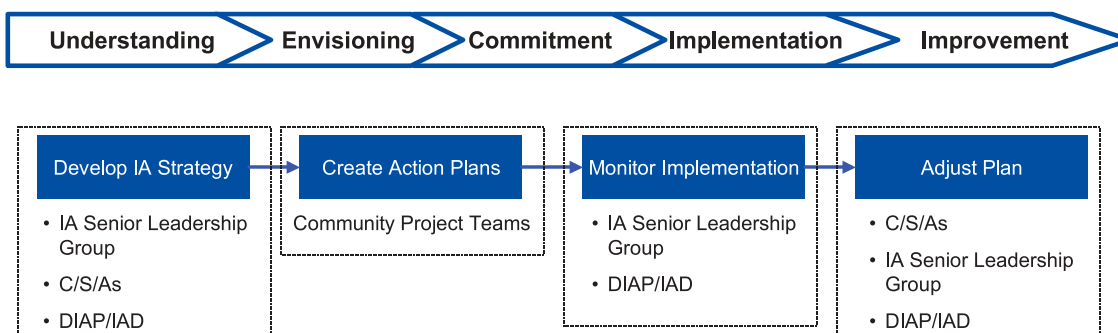 Understanding
Envisioning
Commitment
Implementation
Improvement
Develop IA Strategy
• IA Senior Leadership
Group
• C/S/As
• DIAP/IAD
Create Action Plans
Community Project Teams
Monitor Implementation
• IA Senior Leadership
Group
• DIAP/IAD
Adjust Plan
• C/S/As
• IA Senior Leadership
Group
• DIAP/IAD